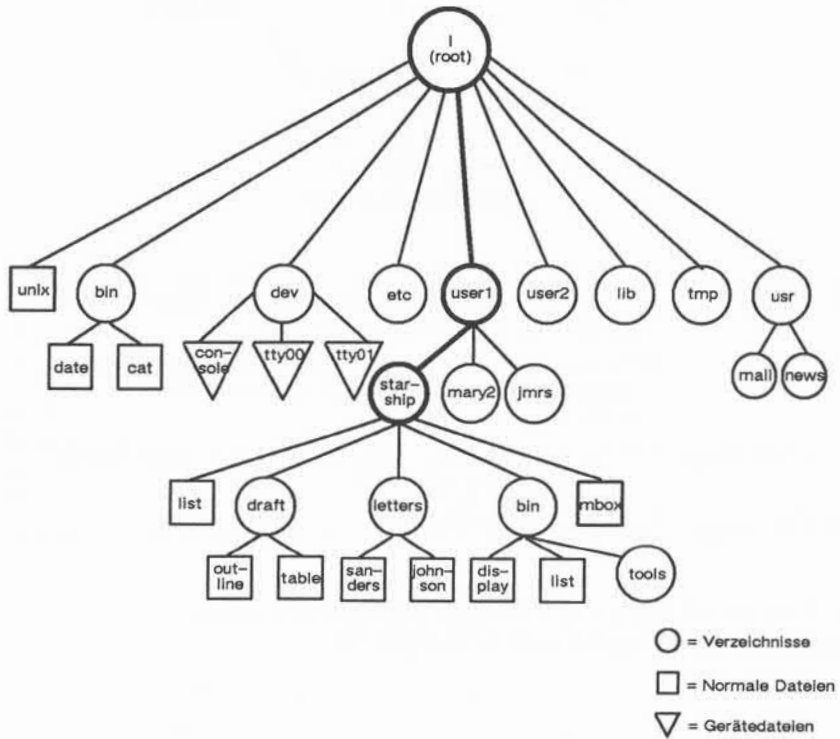 /
(root)
unix
bin
dev
etc
user1
user2
lib
tmp
usr
date
cat
con-
sole
tty00
tty01
star-
ship
mary2
jmrs
mail
news
list
draft
letters
bin
mbox
out-
line
table
san-
ders
john-
son
dis-
play
list
tools
= Verzeichnisse
= Normale Dateien
= Gerätedateien